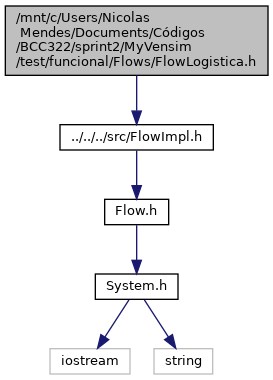 /mnt/c/Users/Nicolas
Mendes/Documents/Códigos
/BCC322/sprint2/MyVensim
/test/funcional/Flows/FlowLogistica.h
../../../src/FlowImpl.h
Flow.h
System.h
iostream
string